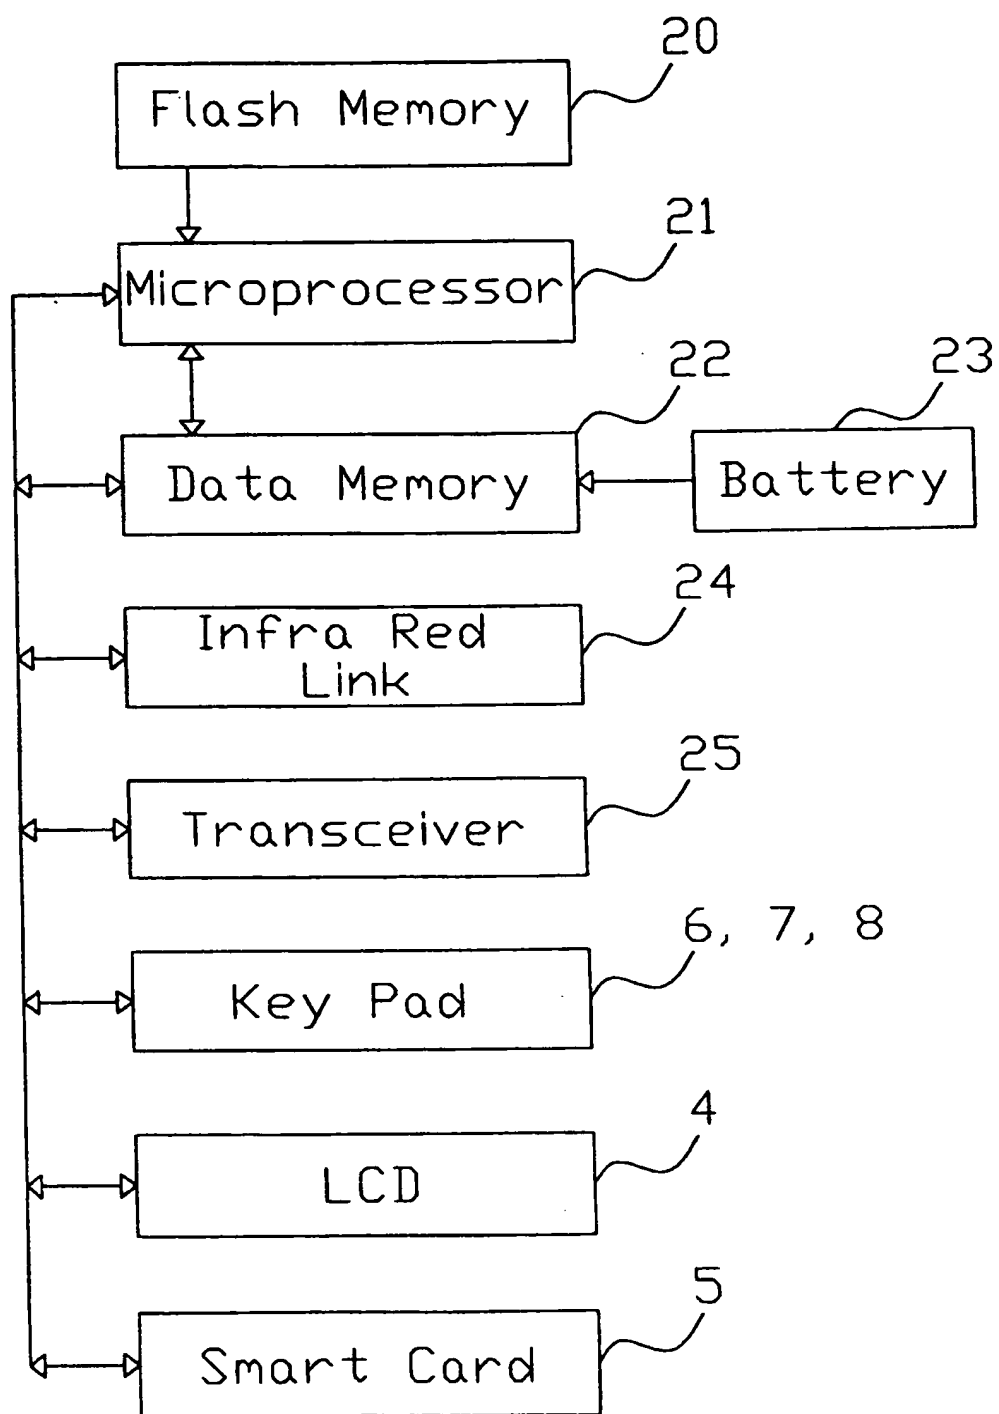 20
Flash Memory
21
Microprocessor
22
23
Data Memory
Battery
24
Infra Red
Link
25
Transceiver
6, 7, 8
Key Pad
4
LCD
5
Smart Card